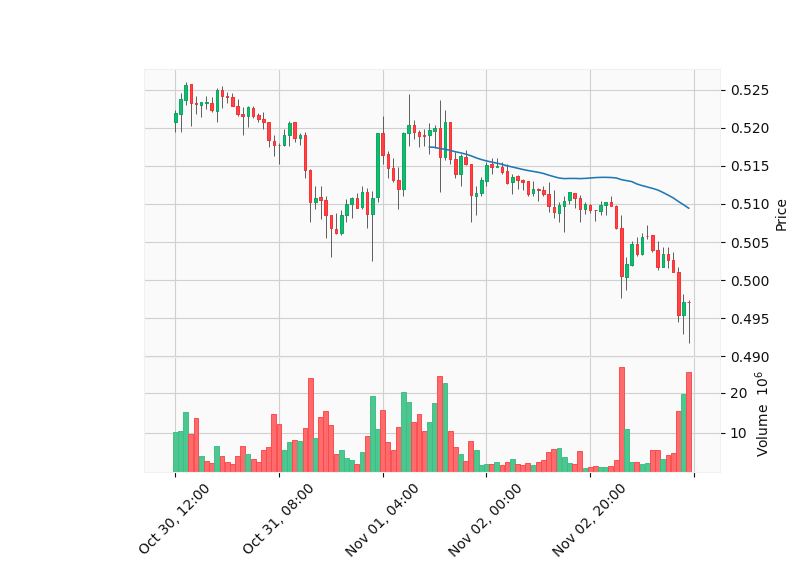 0.525
0.520
0.515
0.510
0.505
0.500
0.495
0.490
Price
20
10
Volume 10⁶
Oct 30, 12:00
Oct 31, 08:00
Nov 01, 04:00
Nov 02, 00:00
Nov 02, 20:00